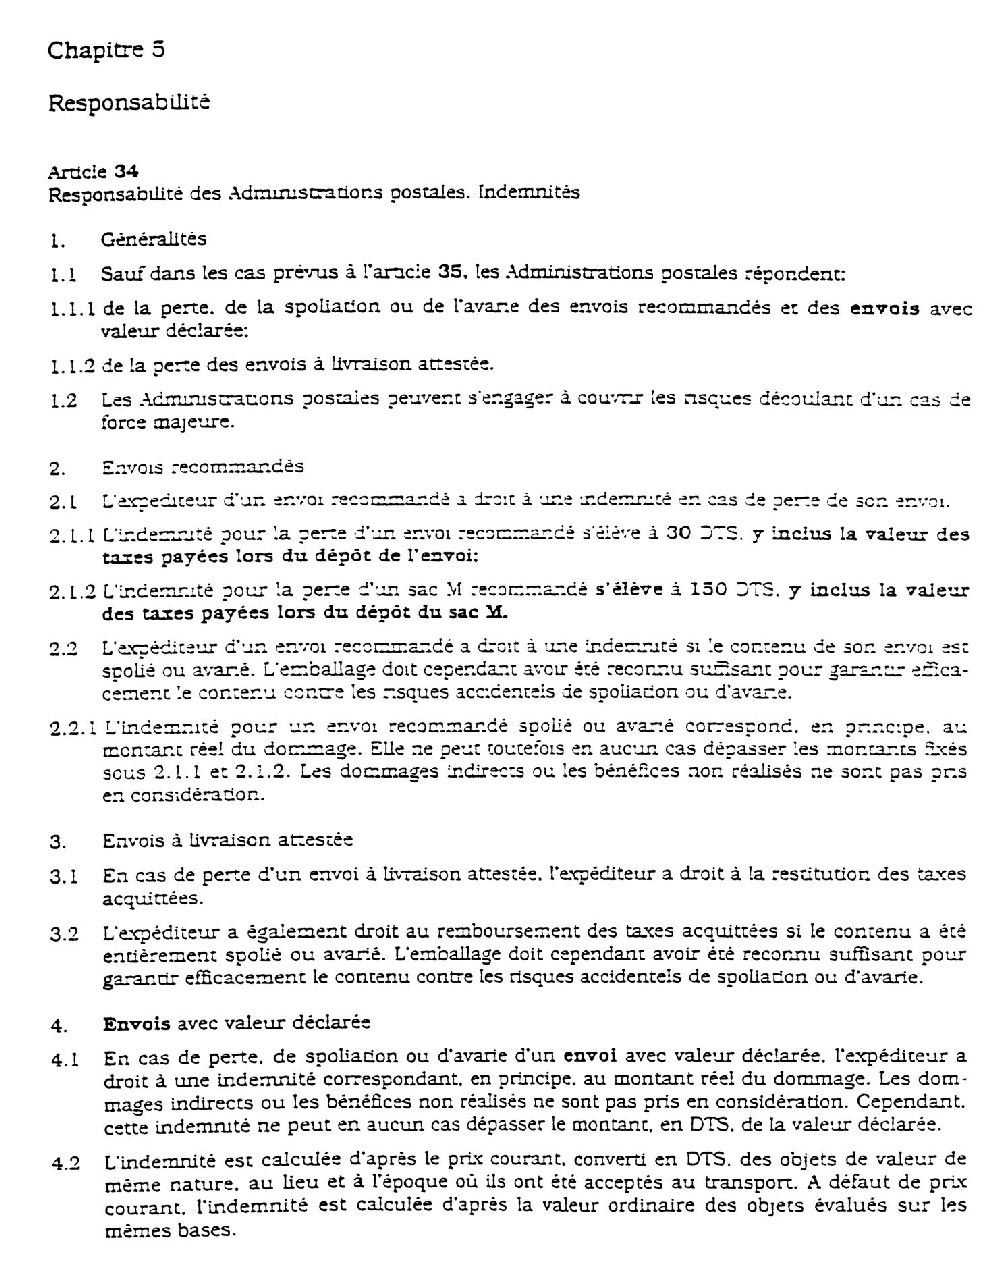 Chapitre 5
Responsabilité
Article 34
Responsabilité des Administrations postales. Indemnités
1. Généralités
1.1 Sauf dans les cas prévus à l'article 35, les Administrations postales répondent:
1.1.1 de la perte, de la spoliation ou de l'avarie des envois recommandés et des envois avec
valeur déclarée;
1.1.2 de la perte des envois à livraison attestée.
1.2 Les Administrations postales peuvent s'engager à couvrir les risques découlant d'un cas de
force majeure.
2. Envois recommandés
2.1 L'expéditeur d'un envoi recommandé a droit à une indemnité en cas de perte de son envoi.
2.1.1 L'indemnité pour la perte d'un envoi recommandé s'élève à 30 DTS, y inclus la valeur des
taxes payées lors du dépôt de l'envoi;
2.1.2 L'indemnité pour la perte d'un sac M recommandé s'élève à 150 DTS, y inclus la valeur
des taxes payées lors du dépôt du sac M.
2.2 L'expéditeur d'un envoi recommandé a droit à une indemnité si le contenu de son envoi est
spolié ou avarié. L'emballage doit cependant avoir été reconnu suffisant pour garantir effica-
cement le contenu contre les risques accidentels de spoliation ou d'avarie.
2.2.1 L'indemnité pour un envoi recommandé spolié ou avarié correspond, en principe, au
montant réel du dommage. Elle ne peut toutefois en aucun cas dépasser les montants fixés
sous 2.1.1 et 2.1.2. Les dommages indirects ou les bénéfices non réalisés ne sont pas pris
en considération.
3. Envois à livraison attestée
3.1 En cas de perte d'un envoi à livraison attestée, l'expéditeur a droit à la restitution des taxes
acquittées.
3.2 L'expéditeur a également droit au remboursement des taxes acquittées si le contenu a été
entièrement spolié ou avarié. L'emballage doit cependant avoir été reconnu suffisant pour
garantir efficacement le contenu contre les risques accidentels de spoliation ou d'avarie.
4. Envois avec valeur déclarée
4.1 En cas de perte, de spoliation ou d'avarie d'un envoi avec valeur déclarée, l'expéditeur a
droit à une indemnité correspondant, en principe, au montant réel du dommage. Les dom-
mages indirects ou les bénéfices non réalisés ne sont pas pris en considération. Cependant,
cette indemnité ne peut en aucun cas dépasser le montant, en DTS, de la valeur déclarée.
4.2 L'indemnité est calculée d'après le prix courant, converti en DTS, des objets de valeur de
même nature, au lieu et à l'époque où ils ont été acceptés au transport. A défaut de prix
courant, l'indemnité est calculée d'après la valeur ordinaire des objets évalués sur les
mêmes bases.